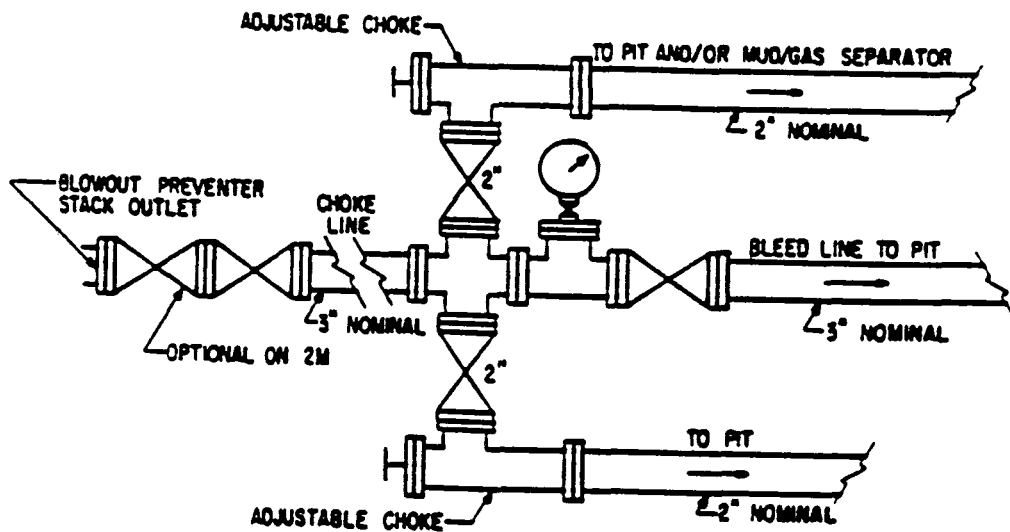 ADJUSTABLE CHOKE
TO PIT AND/OR MUD/GAS SEPARATOR
2" NOMINAL
2"
BLOWOUT PREVENTER
STACK OUTLET
CHOKE
LINE
BLEED LINE TO PIT
3" NOMINAL
3" NOMINAL
OPTIONAL ON 2M
2"
TO PIT
2" NOMINAL
ADJUSTABLE CHOKE